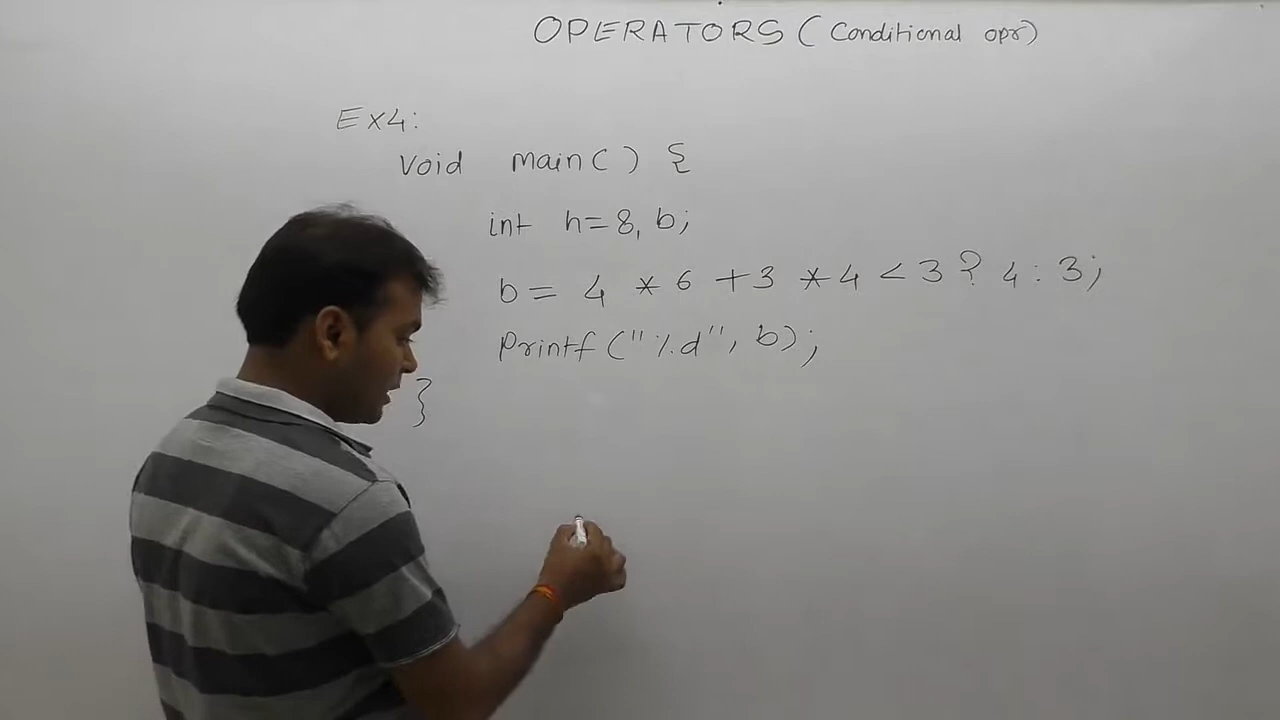 OPERATORS (Conditional opr)
Ex4:
void main() {
int h=8, b;
b = 4 * 6 + 3 * 4 < 3 ? 4 : 3;
Printf ("%d", b);
}